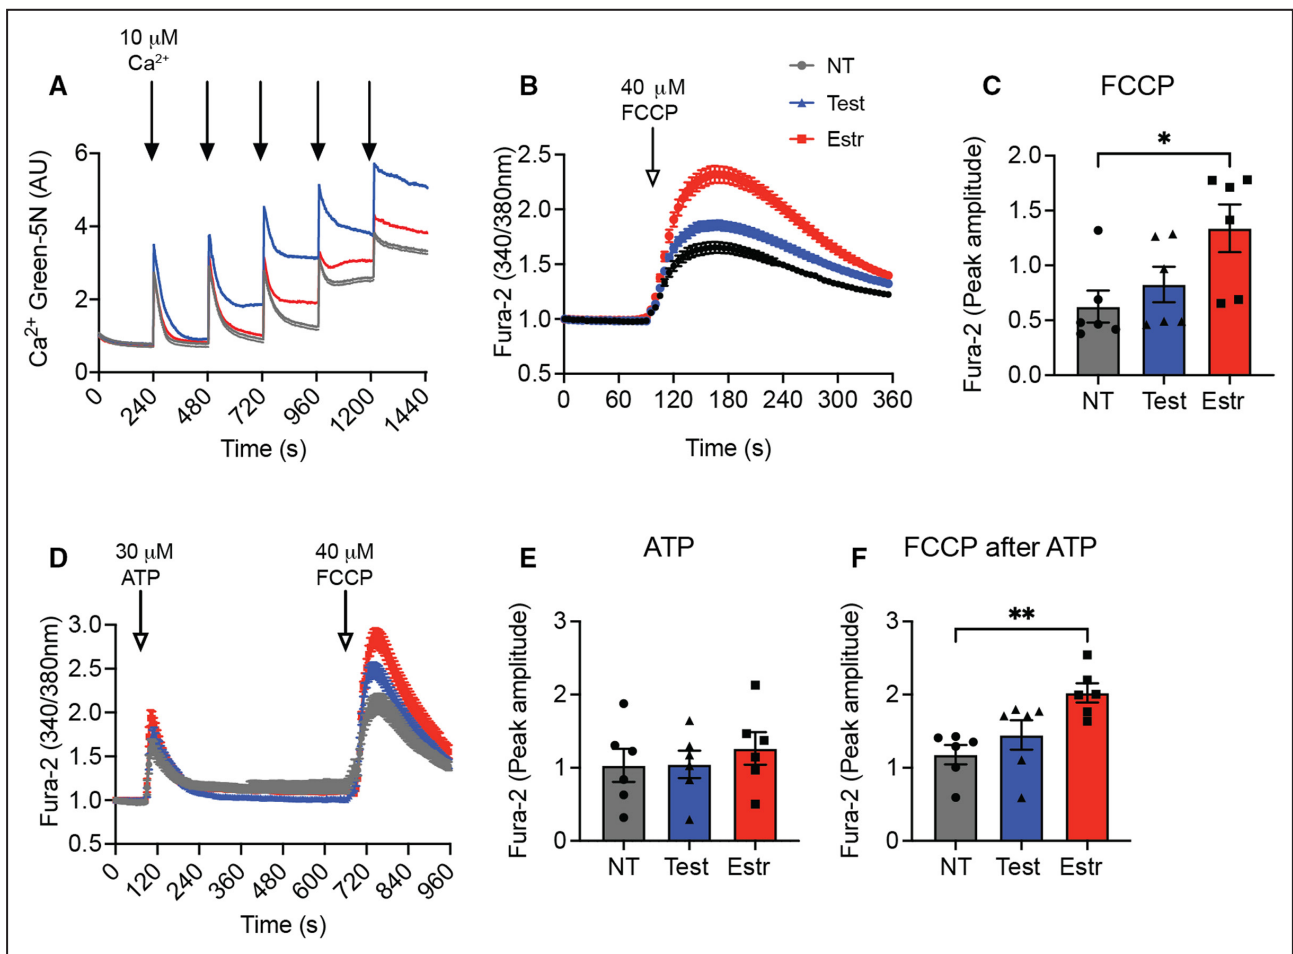 A
10 μM
Ca²⁺
Ca²⁺ Green-5N (AU)
6
4
2
0
0
240
480
720
960
1200
1440
Time (s)
B
40 μM
FCCP
NT
Test
Estr
Fura-2 (340/380nm)
2.5
2.0
1.5
1.0
0.5
0
60
120
180
240
300
360
Time (s)
C
FCCP
*
Fura-2 (Peak amplitude)
2.0
1.5
1.0
0.5
0.0
NT
Test
Estr
D
30 μM
ATP
40 μM
FCCP
Fura-2 (340/380nm)
3.0
2.5
2.0
1.5
1.0
0.5
0
120
240
360
480
600
720
840
960
Time (s)
E
ATP
Fura-2 (Peak amplitude)
3
2
1
0
NT
Test
Estr
F
FCCP after ATP
**
Fura-2 (Peak amplitude)
3
2
1
0
NT
Test
Estr